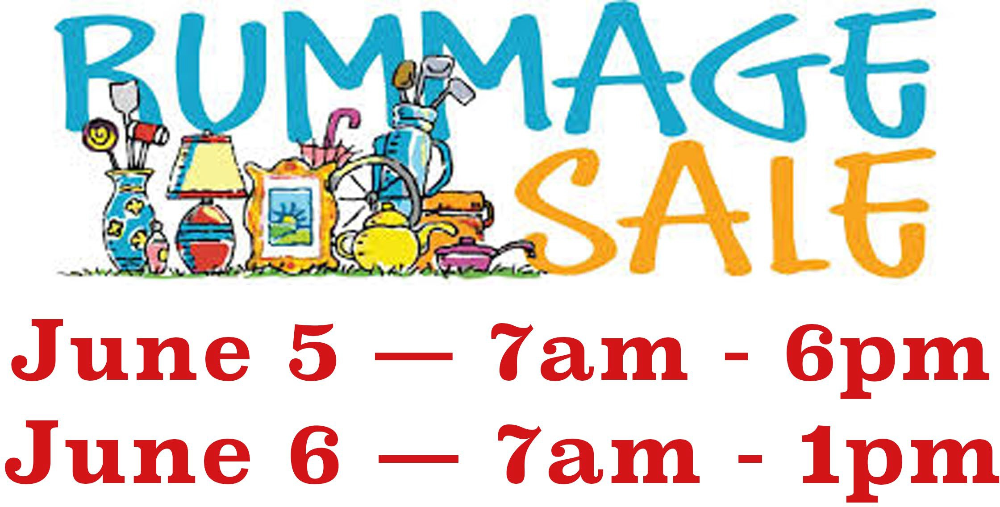 RUMMAGE
SALE
June 5 — 7am - 6pm
June 6 — 7am - 1pm